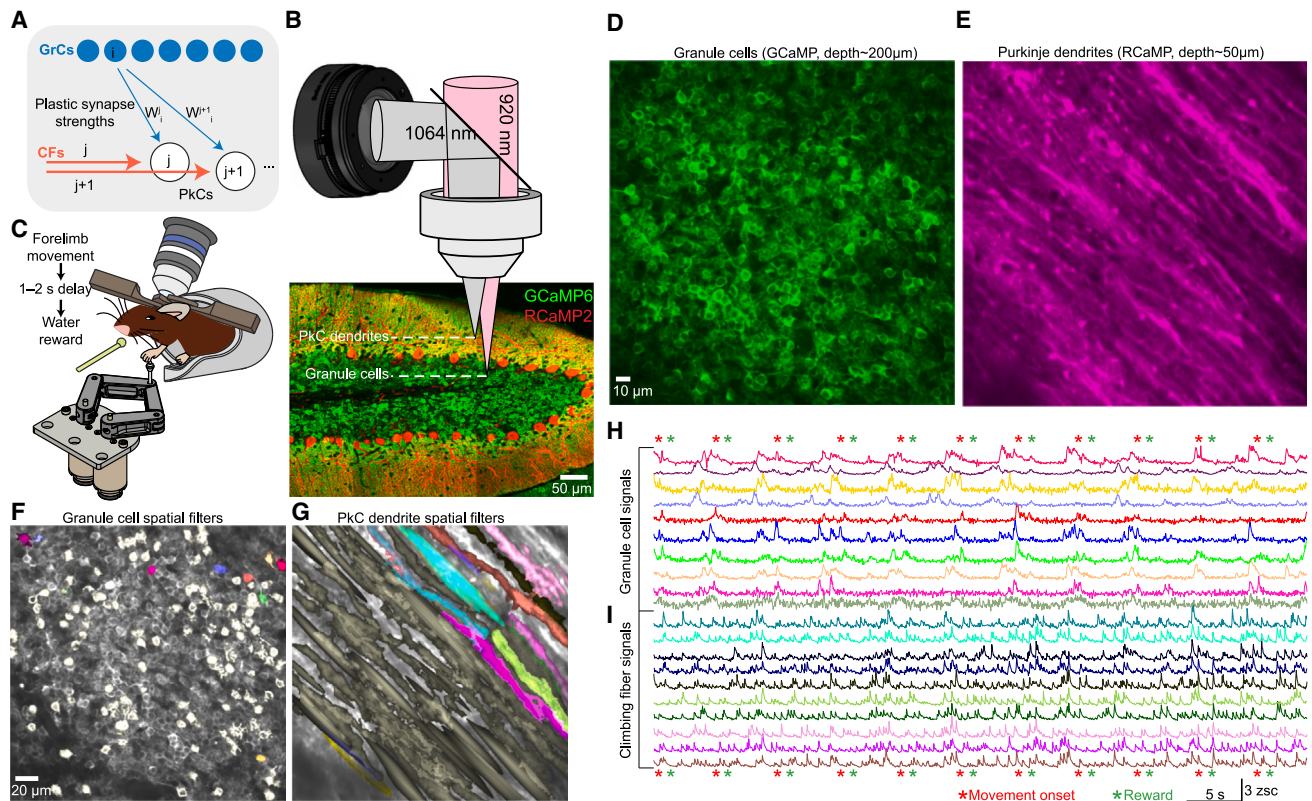 A
GrCs
i
Plastic synapse
strengths
W^j_i
W^j+1_i
CFs
j
j
j+1
j+1
...
PkCs
B
1064 nm
920 nm
GCaMP6
RCaMP2
PkC dendrites
Granule cells
50 µm
C
Forelimb
movement
1–2 s delay
Water
reward
D
Granule cells (GCaMP, depth~200µm)
10 µm
E
Purkinje dendrites (RCaMP, depth~50µm)
F
Granule cell spatial filters
20 µm
G
PkC dendrite spatial filters
H
Granule cell signals
I
Climbing fiber signals
*Movement onset
*Reward
5 s
3 zsc